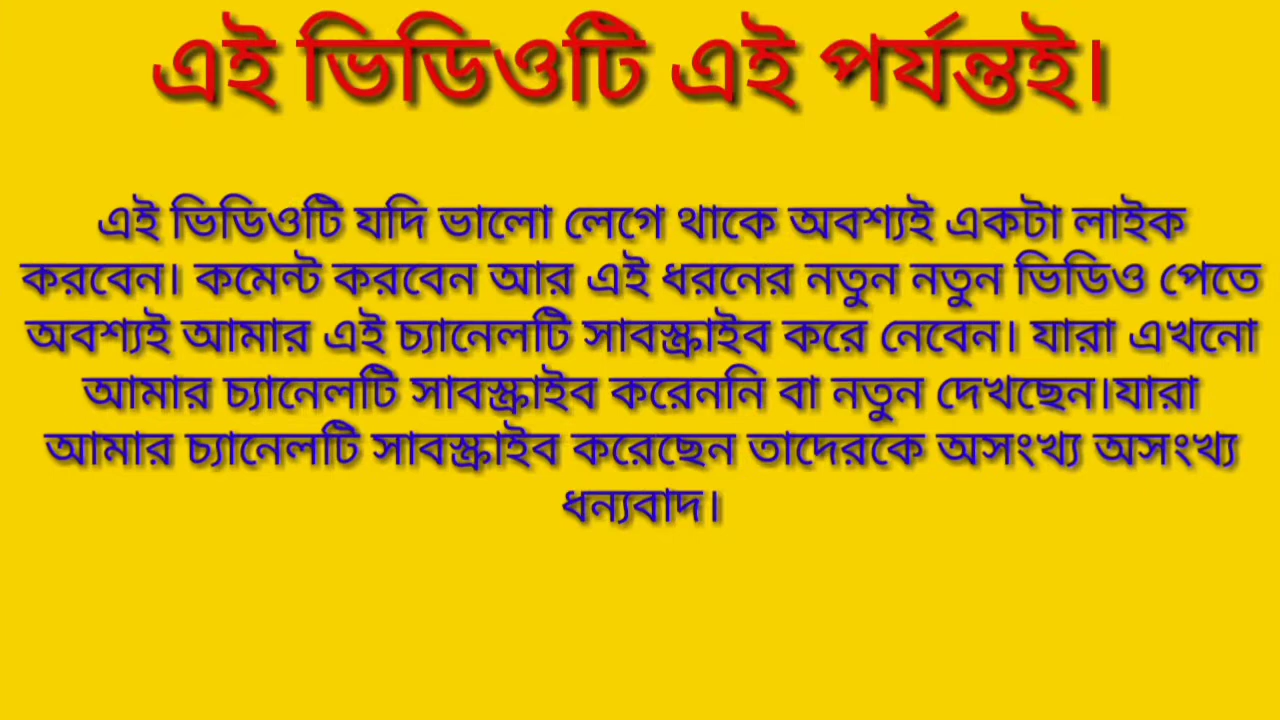 এই ভিডিওটি এই পর্যন্তই।
এই ভিডিওটি যদি ভালো লেগে থাকে অবশ্যই একটা লাইক
করবেন। কমেন্ট করবেন আর এই ধরনের নতুন নতুন ভিডিও পেতে
অবশ্যই আমার এই চ্যানেলটি সাবস্ক্রাইব করে নেবেন। যারা এখনো
আমার চ্যানেলটি সাবস্ক্রাইব করেননি বা নতুন দেখছেন।যারা
আমার চ্যানেলটি সাবস্ক্রাইব করেছেন তাদেরকে অসংখ্য অসংখ্য
ধন্যবাদ।